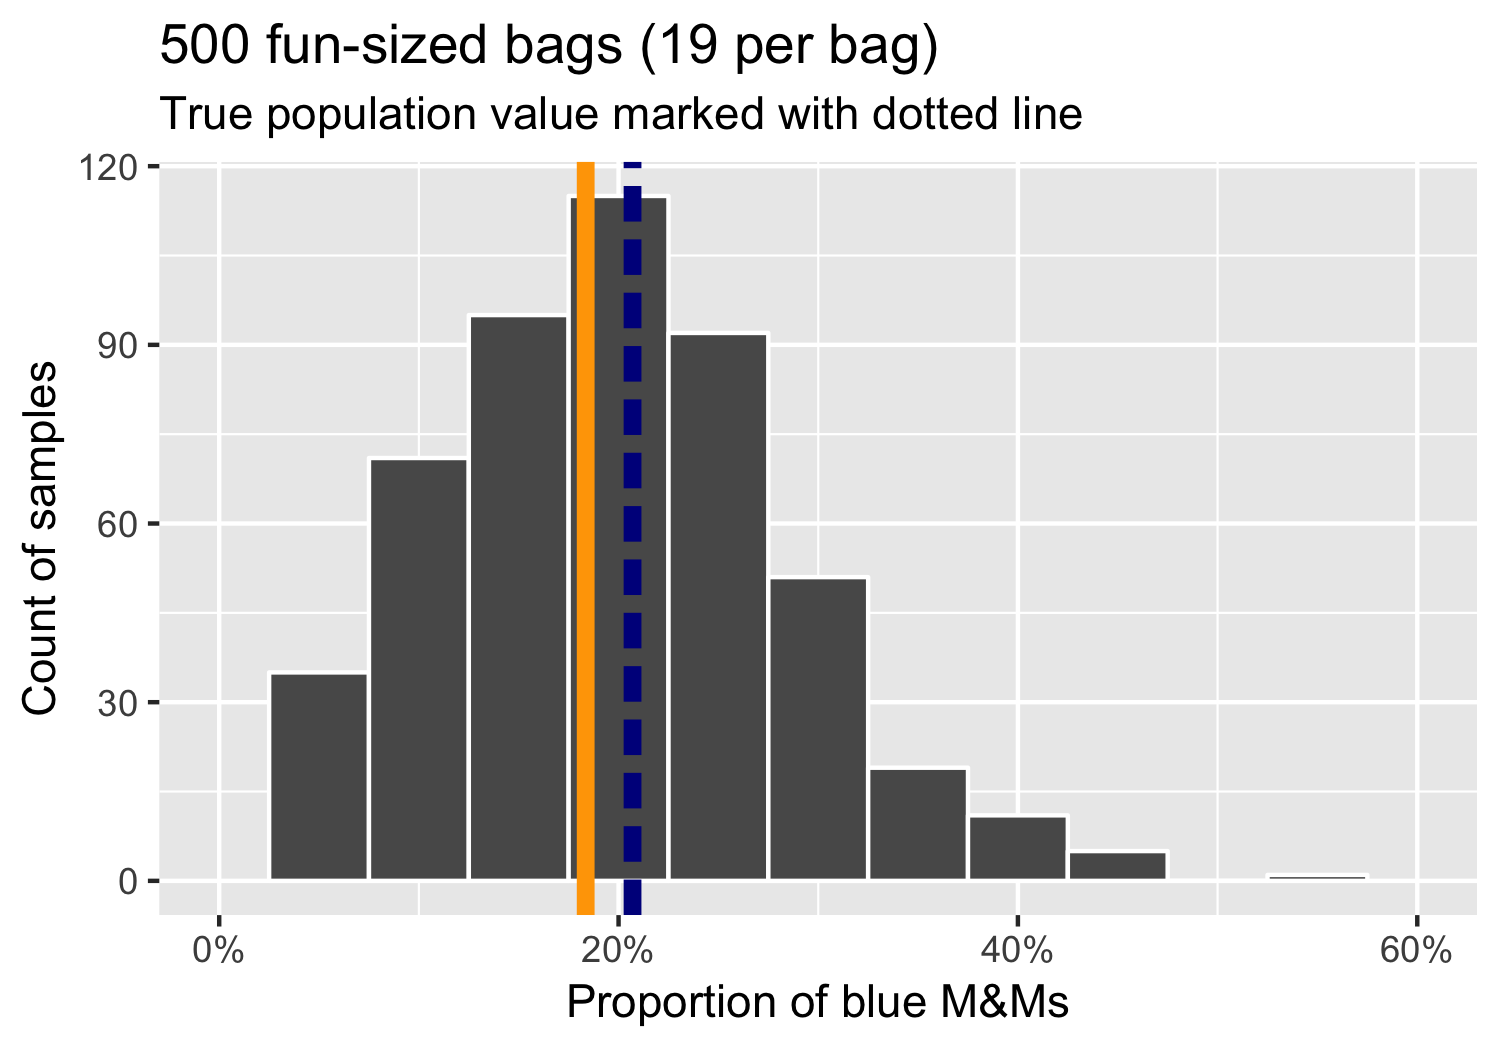 500 fun-sized bags (19 per bag)
True population value marked with dotted line
120
90
60
30
0
Count of samples
0% 20% 40% 60%
Proportion of blue M&Ms